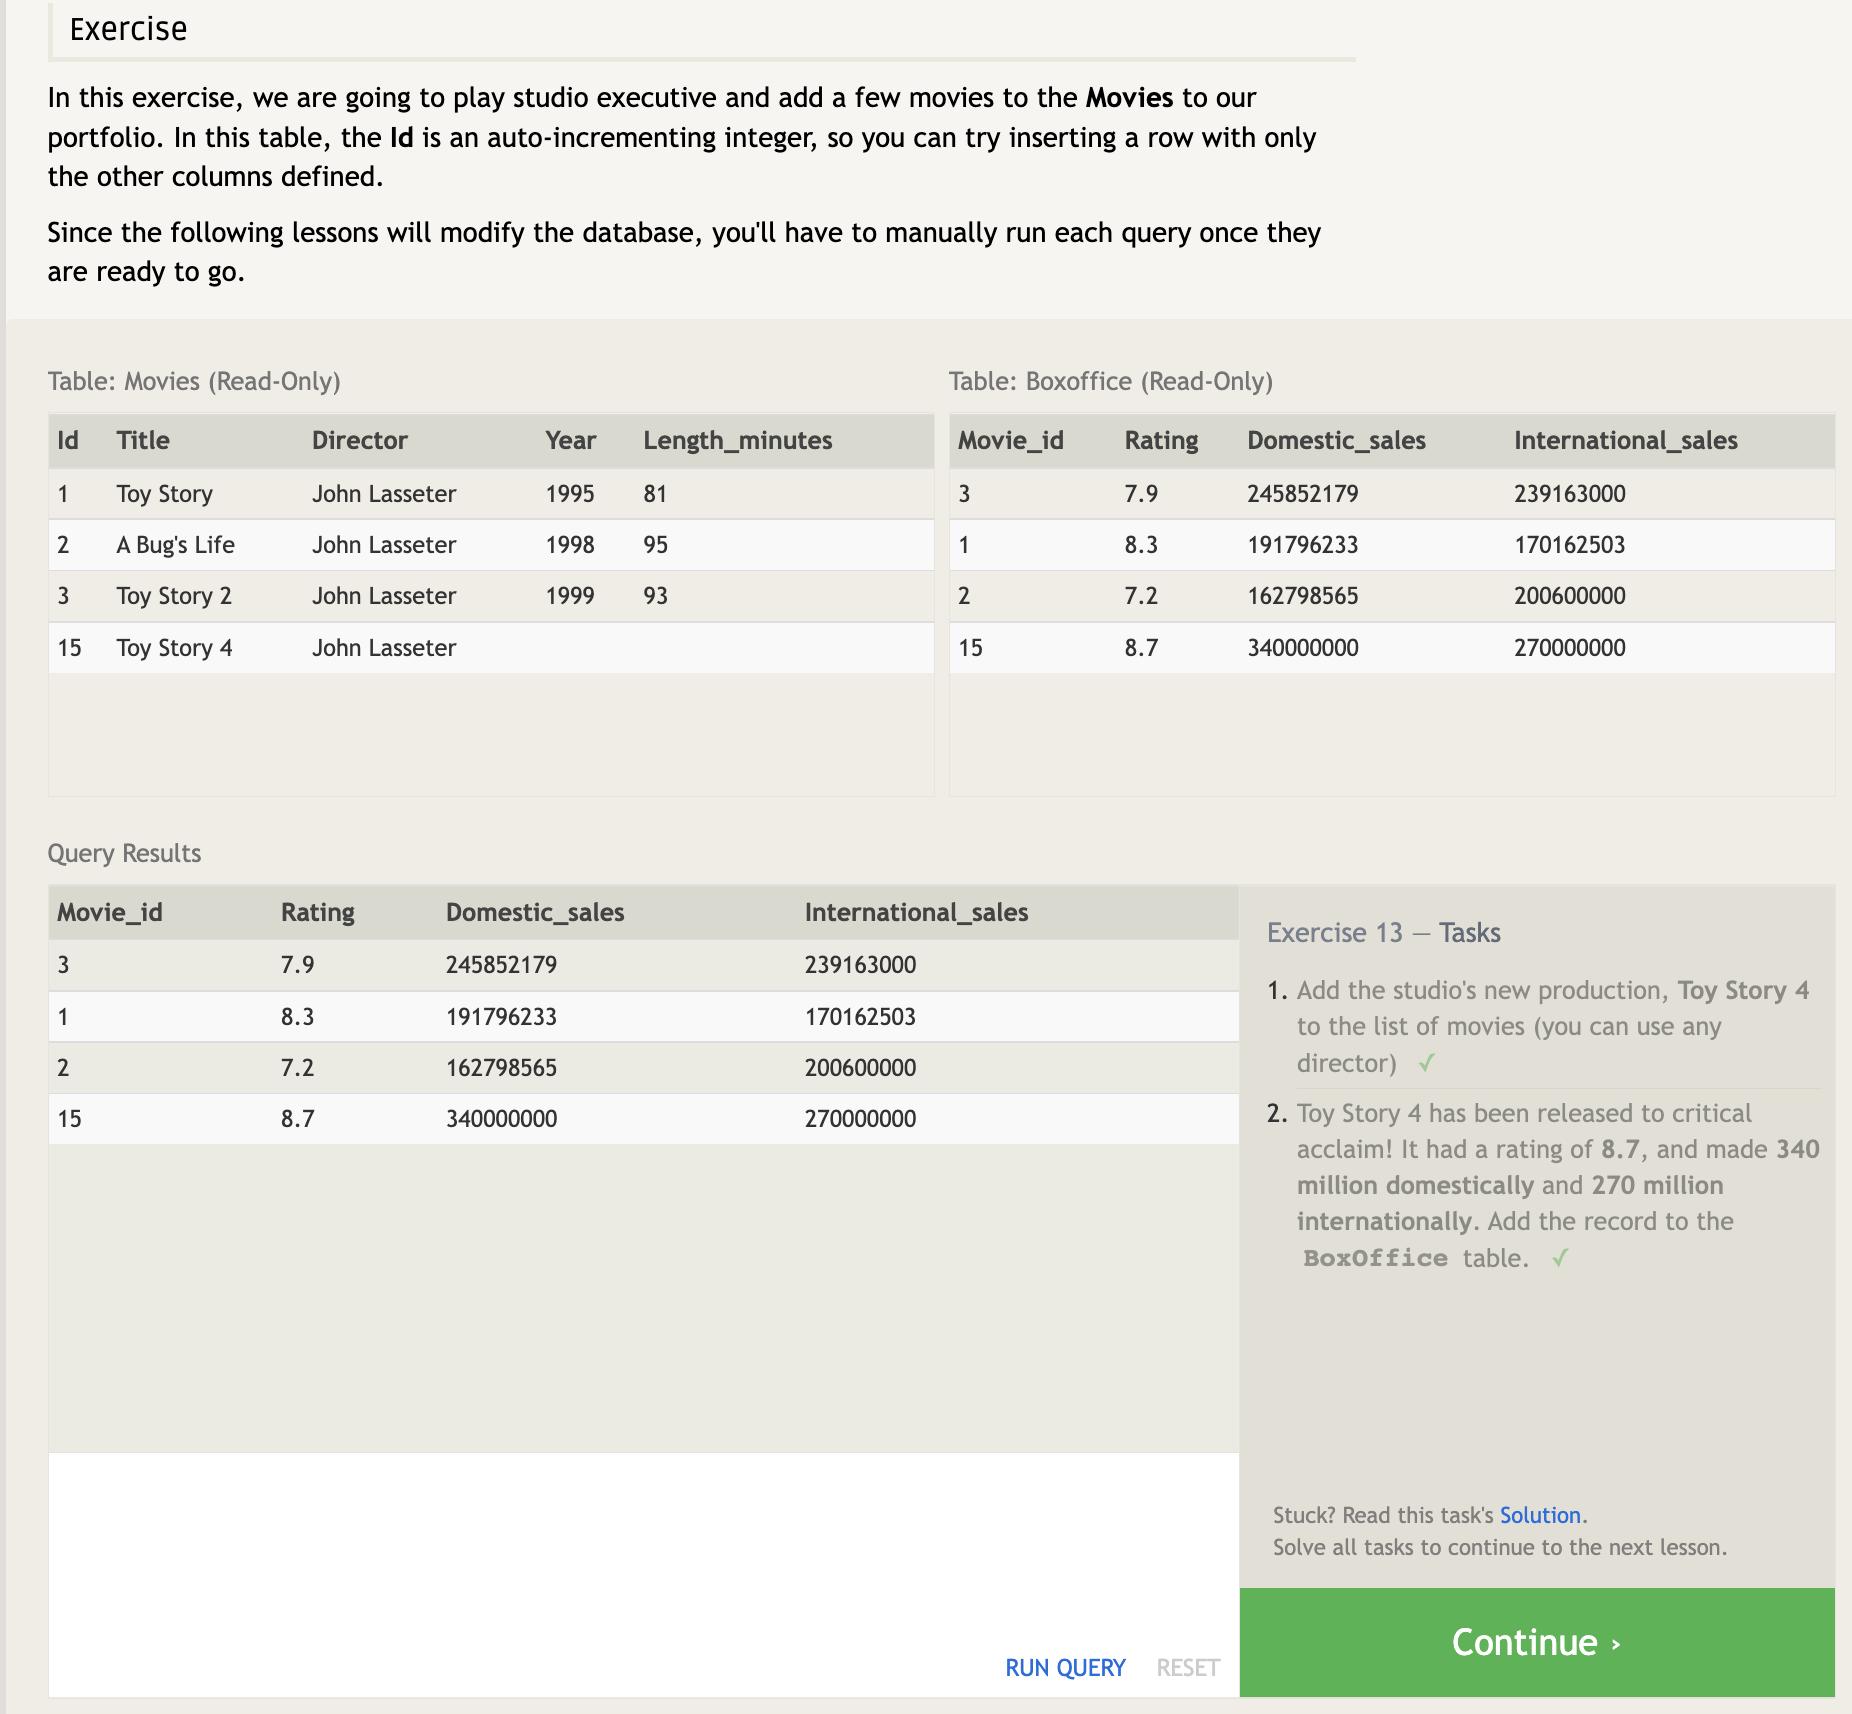 Exercise
In this exercise, we are going to play studio executive and add a few movies to the Movies to our
portfolio. In this table, the Id is an auto-incrementing integer, so you can try inserting a row with only
the other columns defined.
Since the following lessons will modify the database, you'll have to manually run each query once they
are ready to go.
Table: Movies (Read-Only)
Id Title Director Year Length_minutes
1 Toy Story John Lasseter 1995 81
2 A Bug's Life John Lasseter 1998 95
3 Toy Story 2 John Lasseter 1999 93
15 Toy Story 4 John Lasseter
Table: Boxoffice (Read-Only)
Movie_id Rating Domestic_sales International_sales
3 7.9 245852179 239163000
1 8.3 191796233 170162503
2 7.2 162798565 200600000
15 8.7 340000000 270000000
Query Results
Movie_id Rating Domestic_sales International_sales
3 7.9 245852179 239163000
1 8.3 191796233 170162503
2 7.2 162798565 200600000
15 8.7 340000000 270000000
RUN QUERY RESET
Exercise 13 — Tasks
1. Add the studio's new production, Toy Story 4
to the list of movies (you can use any
director) ✓
2. Toy Story 4 has been released to critical
acclaim! It had a rating of 8.7, and made 340
million domestically and 270 million
internationally. Add the record to the
BoxOffice table. ✓
Stuck? Read this task's Solution.
Solve all tasks to continue to the next lesson.
Continue ›